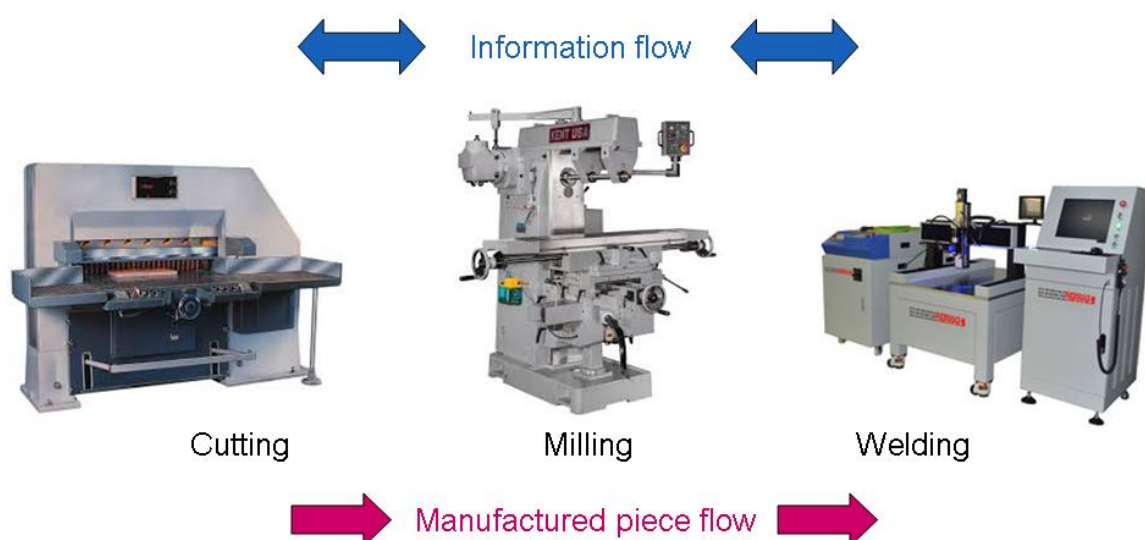 Information flow
KENT USA
Cutting
Milling
Welding
Manufactured piece flow